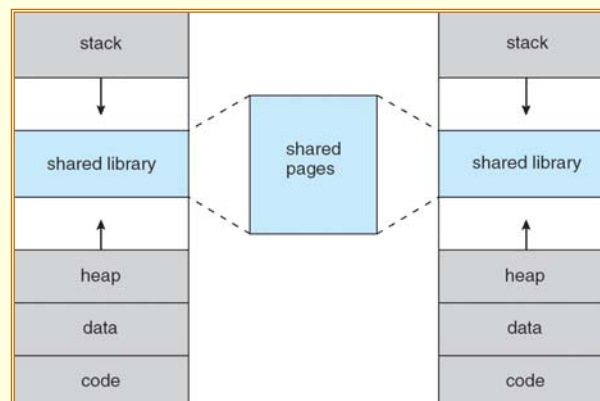 stack
shared library
heap
data
code
shared
pages
stack
shared library
heap
data
code